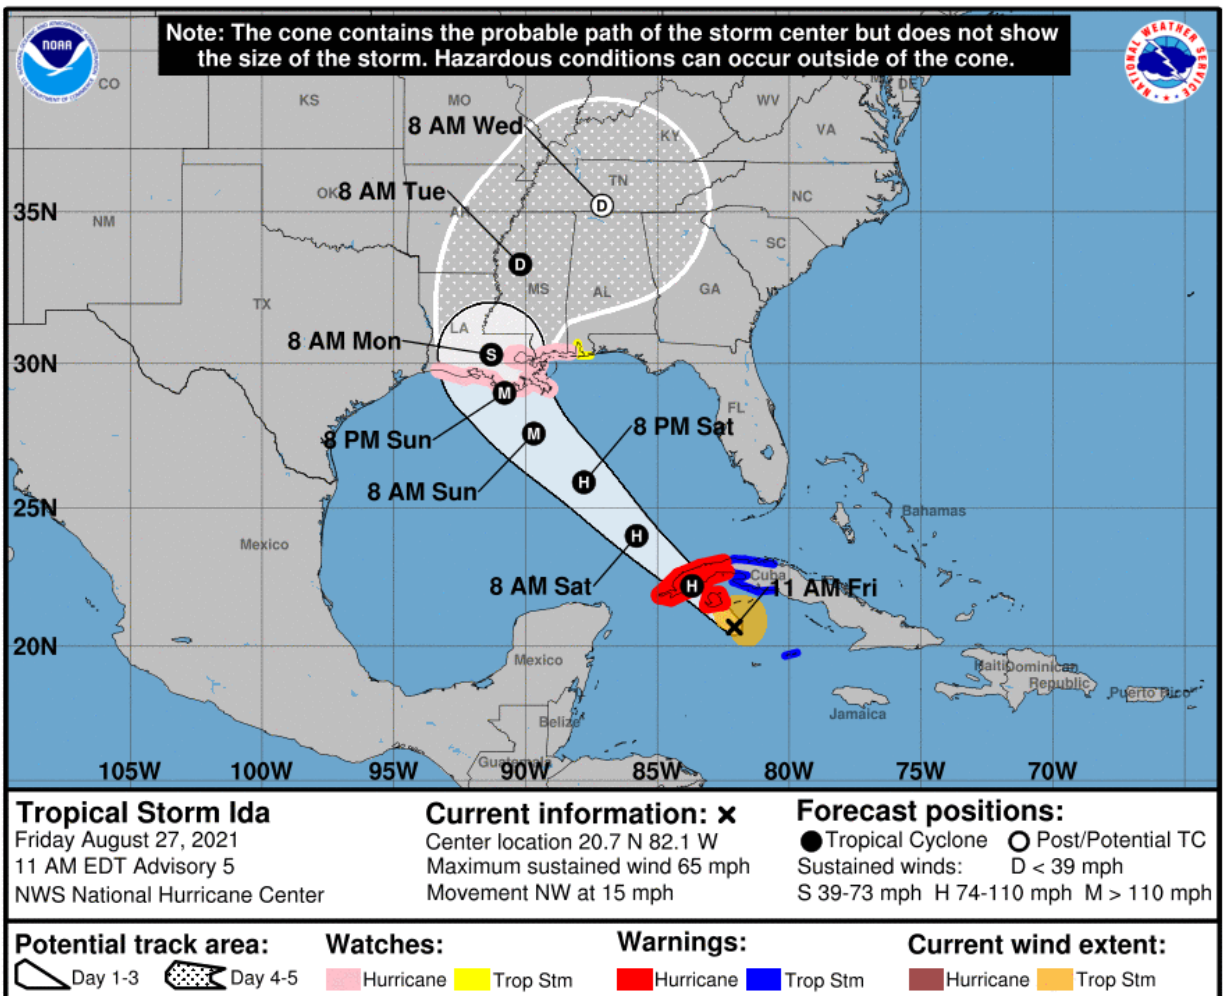 Note: The cone contains the probable path of the storm center but does not show
the size of the storm. Hazardous conditions can occur outside of the cone.
NOAA
NATIONAL WEATHER SERVICE
CO
KS
MO
WV
DE
8 AM Wed
KY
VA
OK
8 AM Tue
TN
NC
35N
NM
SC
D
D
MS
AL
GA
TX
LA
8 AM Mon
S
30N
M
FL
8 PM Sun
M
8 PM Sat
8 AM Sun
H
25N
Bahamas
Mexico
H
8 AM Sat
H
Cuba
11 AM Fri
20N
Mexico
Haiti
Dominican
Republic
Puerto Rico
Jamaica
Belize
Guatemala
105W 100W 95W 90W 85W 80W 75W 70W
Tropical Storm Ida
Friday August 27, 2021
11 AM EDT Advisory 5
NWS National Hurricane Center
Current information: ×
Center location 20.7 N 82.1 W
Maximum sustained wind 65 mph
Movement NW at 15 mph
Forecast positions:
Tropical Cyclone Post/Potential TC
Sustained winds: D < 39 mph
S 39-73 mph H 74-110 mph M > 110 mph
Potential track area:
Day 1-3 Day 4-5
Watches:
Hurricane Trop Stm
Warnings:
Hurricane Trop Stm
Current wind extent:
Hurricane Trop Stm